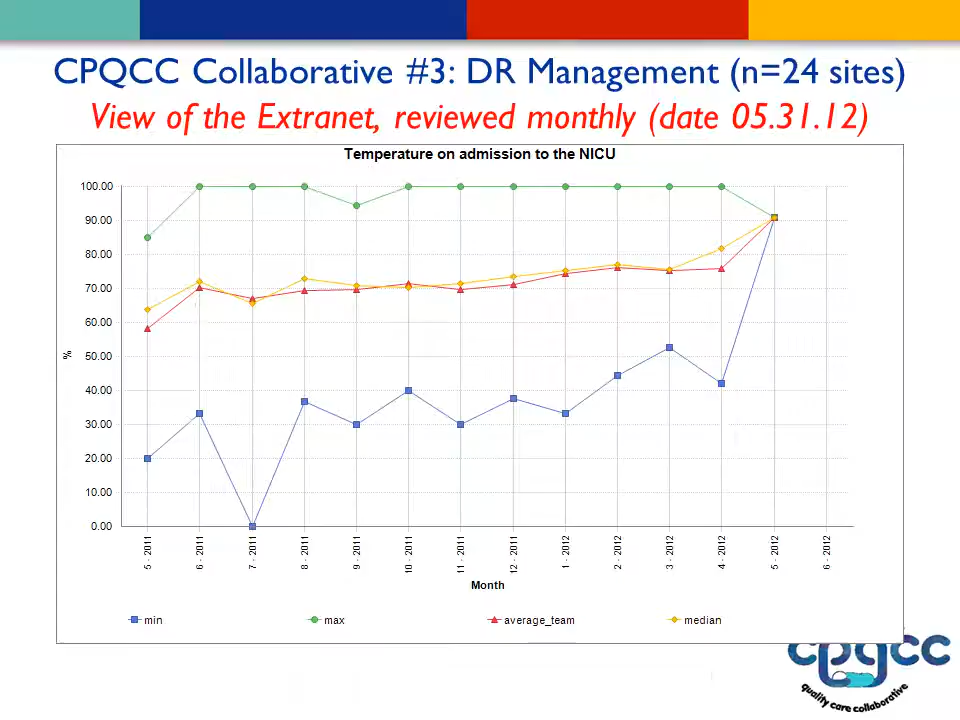 CPQCC Collaborative #3: DR Management (n=24 sites)
View of the Extranet, reviewed monthly (date 05.31.12)
Temperature on admission to the NICU
100.00
90.00
80.00
70.00
60.00
50.00
40.00
30.00
20.00
10.00
0.00
%
5 - 2011
6 - 2011
7 - 2011
8 - 2011
9 - 2011
10 - 2011
11 - 2011
12 - 2011
1 - 2012
2 - 2012
3 - 2012
4 - 2012
5 - 2012
6 - 2012
Month
min max average_team median
cpqcc
quality care collaborative